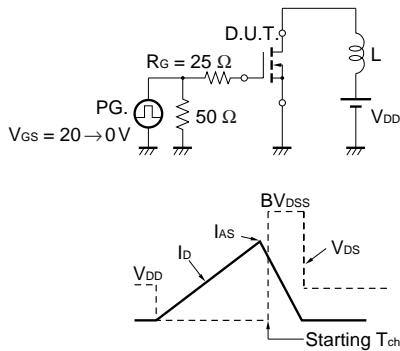 D.U.T.
L
RG = 25 Ω
PG.
50 Ω
VDD
VGS = 20 → 0 V
BVDSS
IAS
VDD
ID
VDS
Starting Tch